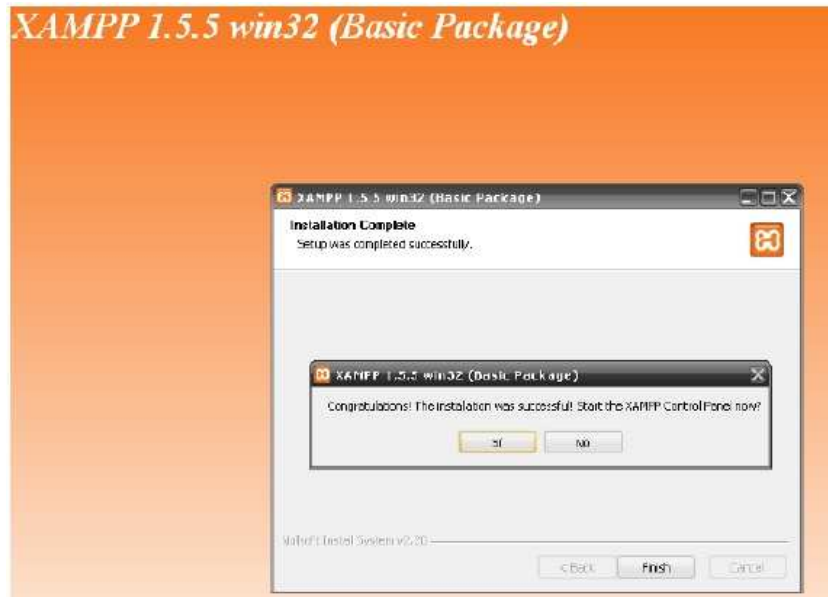 XAMPP 1.5.5 win32 (Basic Package)
XAMPP 1.5.5 win32 (Basic Package)
Installation Complete
Setup was completed successfully.
XAMPP 1.5.5 win32 (Basic Package)
Congratulations! The installation was successful! Start the XAMPP Control Panel now?
Sí
No
Nullsoft Install System v2.20
< Back
Finish
Cancel